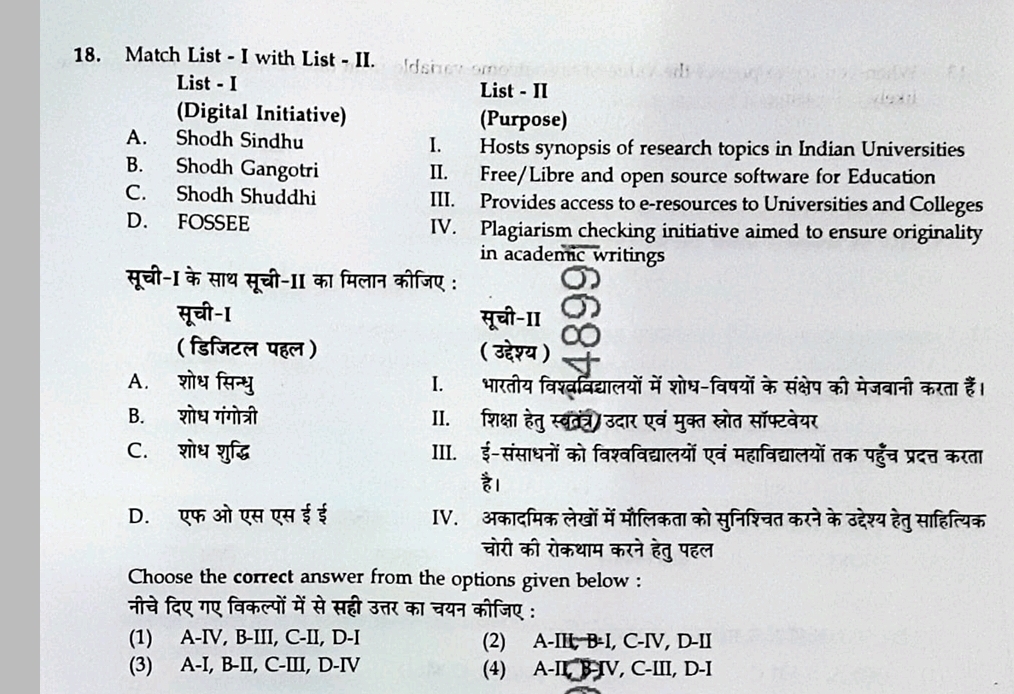 18. Match List - I with List - II.
List - I List - II
(Digital Initiative) (Purpose)
A. Shodh Sindhu I. Hosts synopsis of research topics in Indian Universities
B. Shodh Gangotri II. Free/Libre and open source software for Education
C. Shodh Shuddhi III. Provides access to e-resources to Universities and Colleges
D. FOSSEE IV. Plagiarism checking initiative aimed to ensure originality
in academic writings
सूची-I के साथ सूची-II का मिलान कीजिए :
सूची-I सूची-II
( डिजिटल पहल ) ( उद्देश्य )
A. शोध सिन्धु I. भारतीय विश्वविद्यालयों में शोध-विषयों के संक्षेप की मेजबानी करता हैं।
B. शोध गंगोत्री II. शिक्षा हेतु स्वतंत्र/उदार एवं मुक्त स्रोत सॉफ्टवेयर
C. शोध शुद्धि III. ई-संसाधनों को विश्वविद्यालयों एवं महाविद्यालयों तक पहुँच प्रदत्त करता
है।
D. एफ ओ एस एस ई ई IV. अकादमिक लेखों में मौलिकता को सुनिश्चित करने के उद्देश्य हेतु साहित्यिक
चोरी की रोकथाम करने हेतु पहल
Choose the correct answer from the options given below :
नीचे दिए गए विकल्पों में से सही उत्तर का चयन कीजिए :
(1) A-IV, B-III, C-II, D-I (2) A-III, B-I, C-IV, D-II
(3) A-I, B-II, C-III, D-IV (4) A-II, B-IV, C-III, D-I